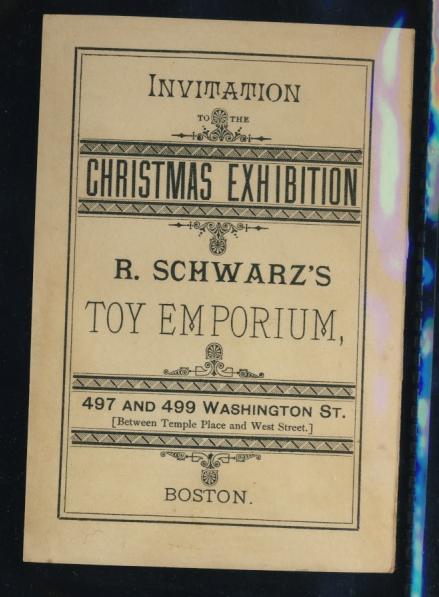 INVITATION
TO THE
CHRISTMAS EXHIBITION
R. SCHWARZ'S
TOY EMPORIUM,
497 AND 499 WASHINGTON ST.
[Between Temple Place and West Street.]
BOSTON.